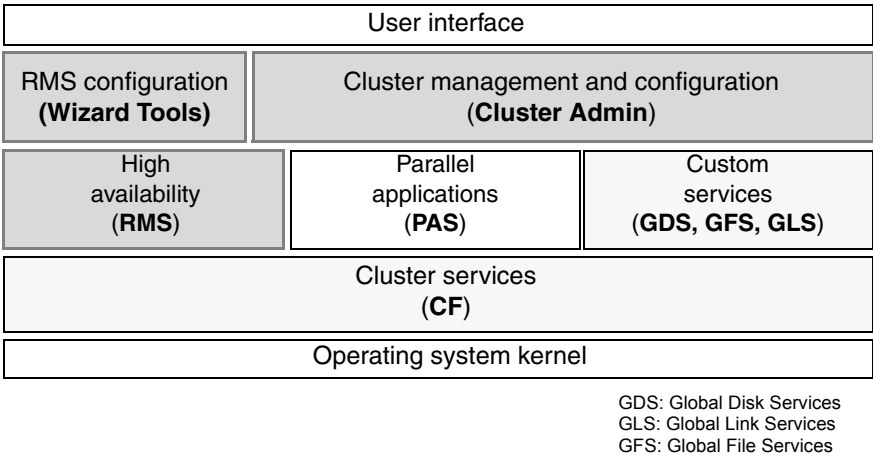 User interface
RMS configuration
(Wizard Tools)
Cluster management and configuration
(Cluster Admin)
High
availability
(RMS)
Parallel
applications
(PAS)
Custom
services
(GDS, GFS, GLS)
Cluster services
(CF)
Operating system kernel
GDS: Global Disk Services
GLS: Global Link Services
GFS: Global File Services